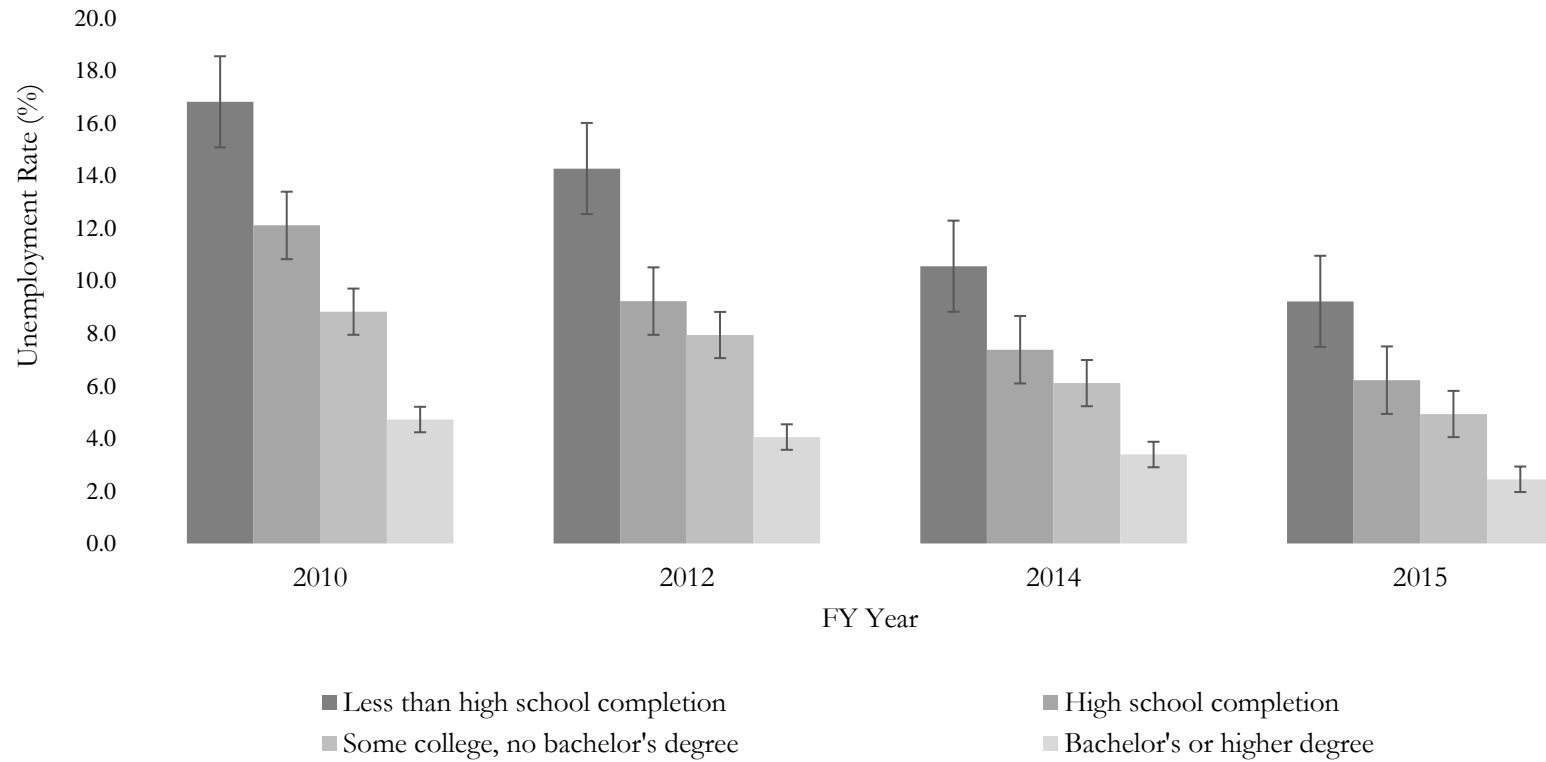 20.0
18.0
16.0
14.0
12.0
10.0
8.0
6.0
4.0
2.0
0.0
Unemployment Rate (%)
2010 2012 2014 2015
FY Year
Less than high school completion High school completion
Some college, no bachelor's degree Bachelor's or higher degree